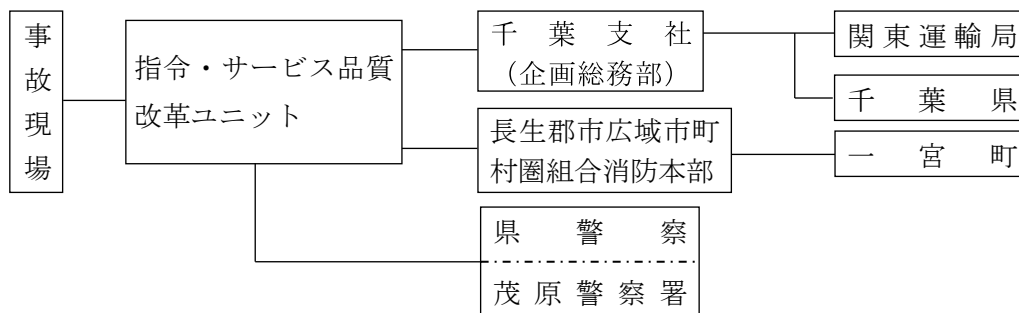 事故現場
指令・サービス品質
改革ユニット
千葉支社
（企画総務部）
関東運輸局
千葉県
長生郡市広域市町
村圏組合消防本部
一宮町
県警察
茂原警察署